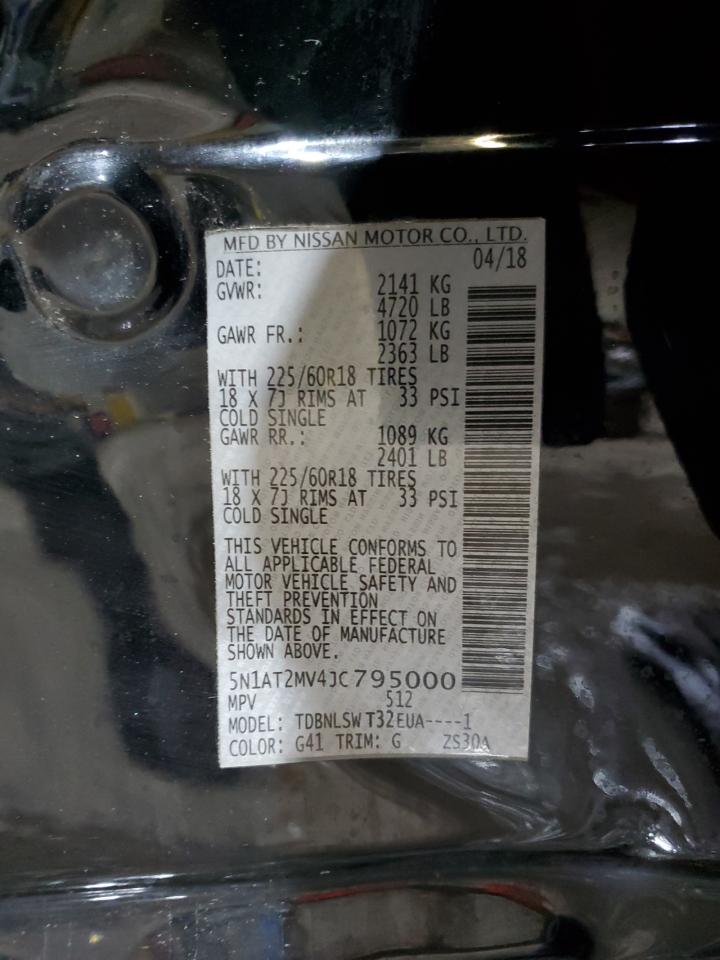 MFD BY NISSAN MOTOR CO., LTD.
DATE: 04/18
GVWR: 2141 KG
4720 LB
GAWR FR.: 1072 KG
2363 LB
WITH 225/60R18 TIRES
18 X 7J RIMS AT 33 PSI
COLD SINGLE
GAWR RR.: 1089 KG
2401 LB
WITH 225/60R18 TIRES
18 X 7J RIMS AT 33 PSI
COLD SINGLE
THIS VEHICLE CONFORMS TO
ALL APPLICABLE FEDERAL
MOTOR VEHICLE SAFETY AND
THEFT PREVENTION
STANDARDS IN EFFECT ON
THE DATE OF MANUFACTURE
SHOWN ABOVE.
5N1AT2MV4JC795000
MPV 512
MODEL: TDBNLSWT32EUA----1
COLOR: G41 TRIM: G ZS30A